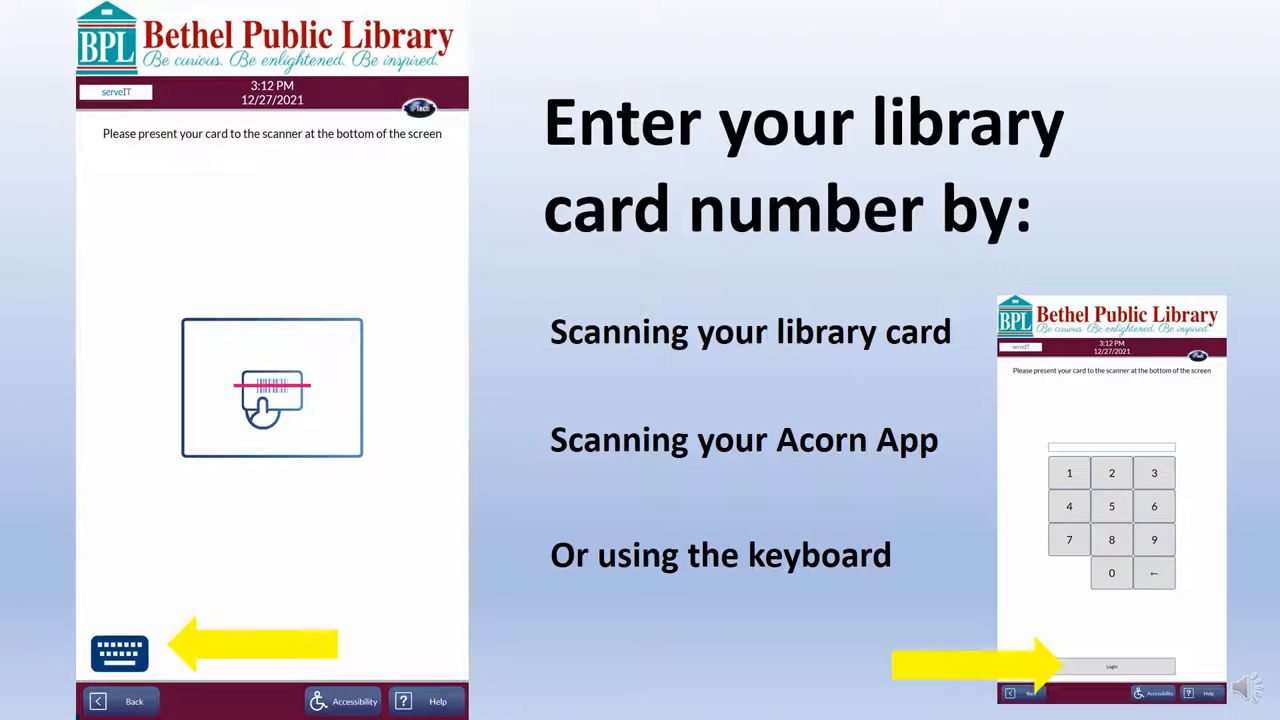 BPL Bethel Public Library
Be curious. Be enlightened. Be inspired.
serveIT
3:12 PM
12/27/2021
Please present your card to the scanner at the bottom of the screen
Back
Accessibility
? Help
Enter your library
card number by:
Scanning your library card
Scanning your Acorn App
Or using the keyboard
BPL Bethel Public Library
Be curious. Be enlightened. Be inspired.
serveIT
3:12 PM
12/27/2021
Please present your card to the scanner at the bottom of the screen
1 2 3
4 5 6
7 8 9
0 ←
Login
Accessibility
? Help